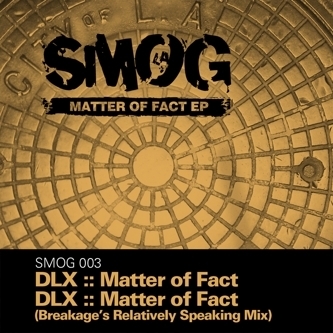 CITY OF L.A.
SMOG
LA
MATTER OF FACT EP
SMOG 003
DLX :: Matter of Fact
DLX :: Matter of Fact
(Breakage's Relatively Speaking Mix)